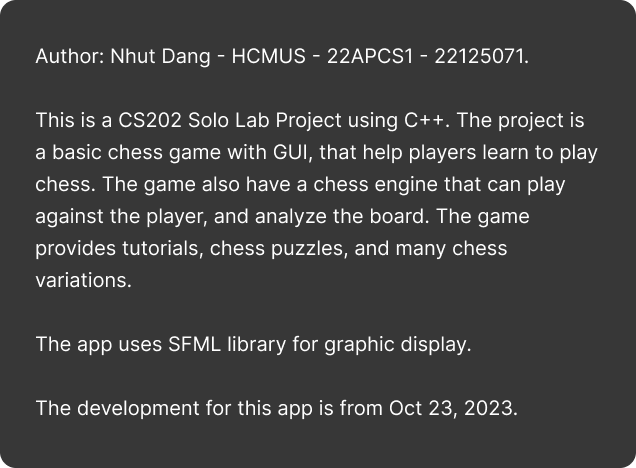 Author: Nhut Dang - HCMUS - 22APCS1 - 22125071.
This is a CS202 Solo Lab Project using C++. The project is
a basic chess game with GUI, that help players learn to play
chess. The game also have a chess engine that can play
against the player, and analyze the board. The game
provides tutorials, chess puzzles, and many chess
variations.
The app uses SFML library for graphic display.
The development for this app is from Oct 23, 2023.